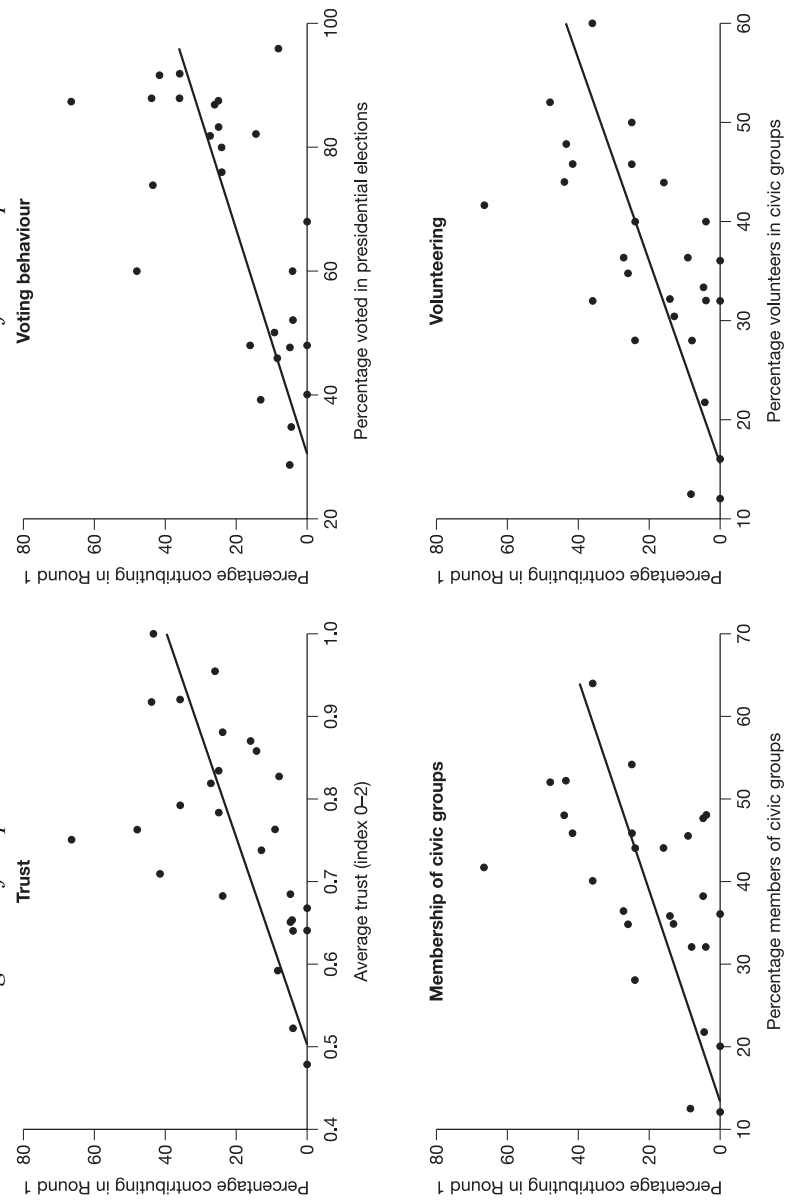 Trust
Percentage contributing in Round 1
80
60
40
20
0
0.4 0.5 0.6 0.7 0.8 0.9 1.0
Average trust (index 0–2)
Voting behaviour
Percentage contributing in Round 1
80
60
40
20
0
20 40 60 80 100
Percentage voted in presidential elections
Membership of civic groups
Percentage contributing in Round 1
80
60
40
20
0
10 20 30 40 50 60 70
Percentage members of civic groups
Volunteering
Percentage contributing in Round 1
80
60
40
20
0
10 20 30 40 50 60
Percentage volunteers in civic groups